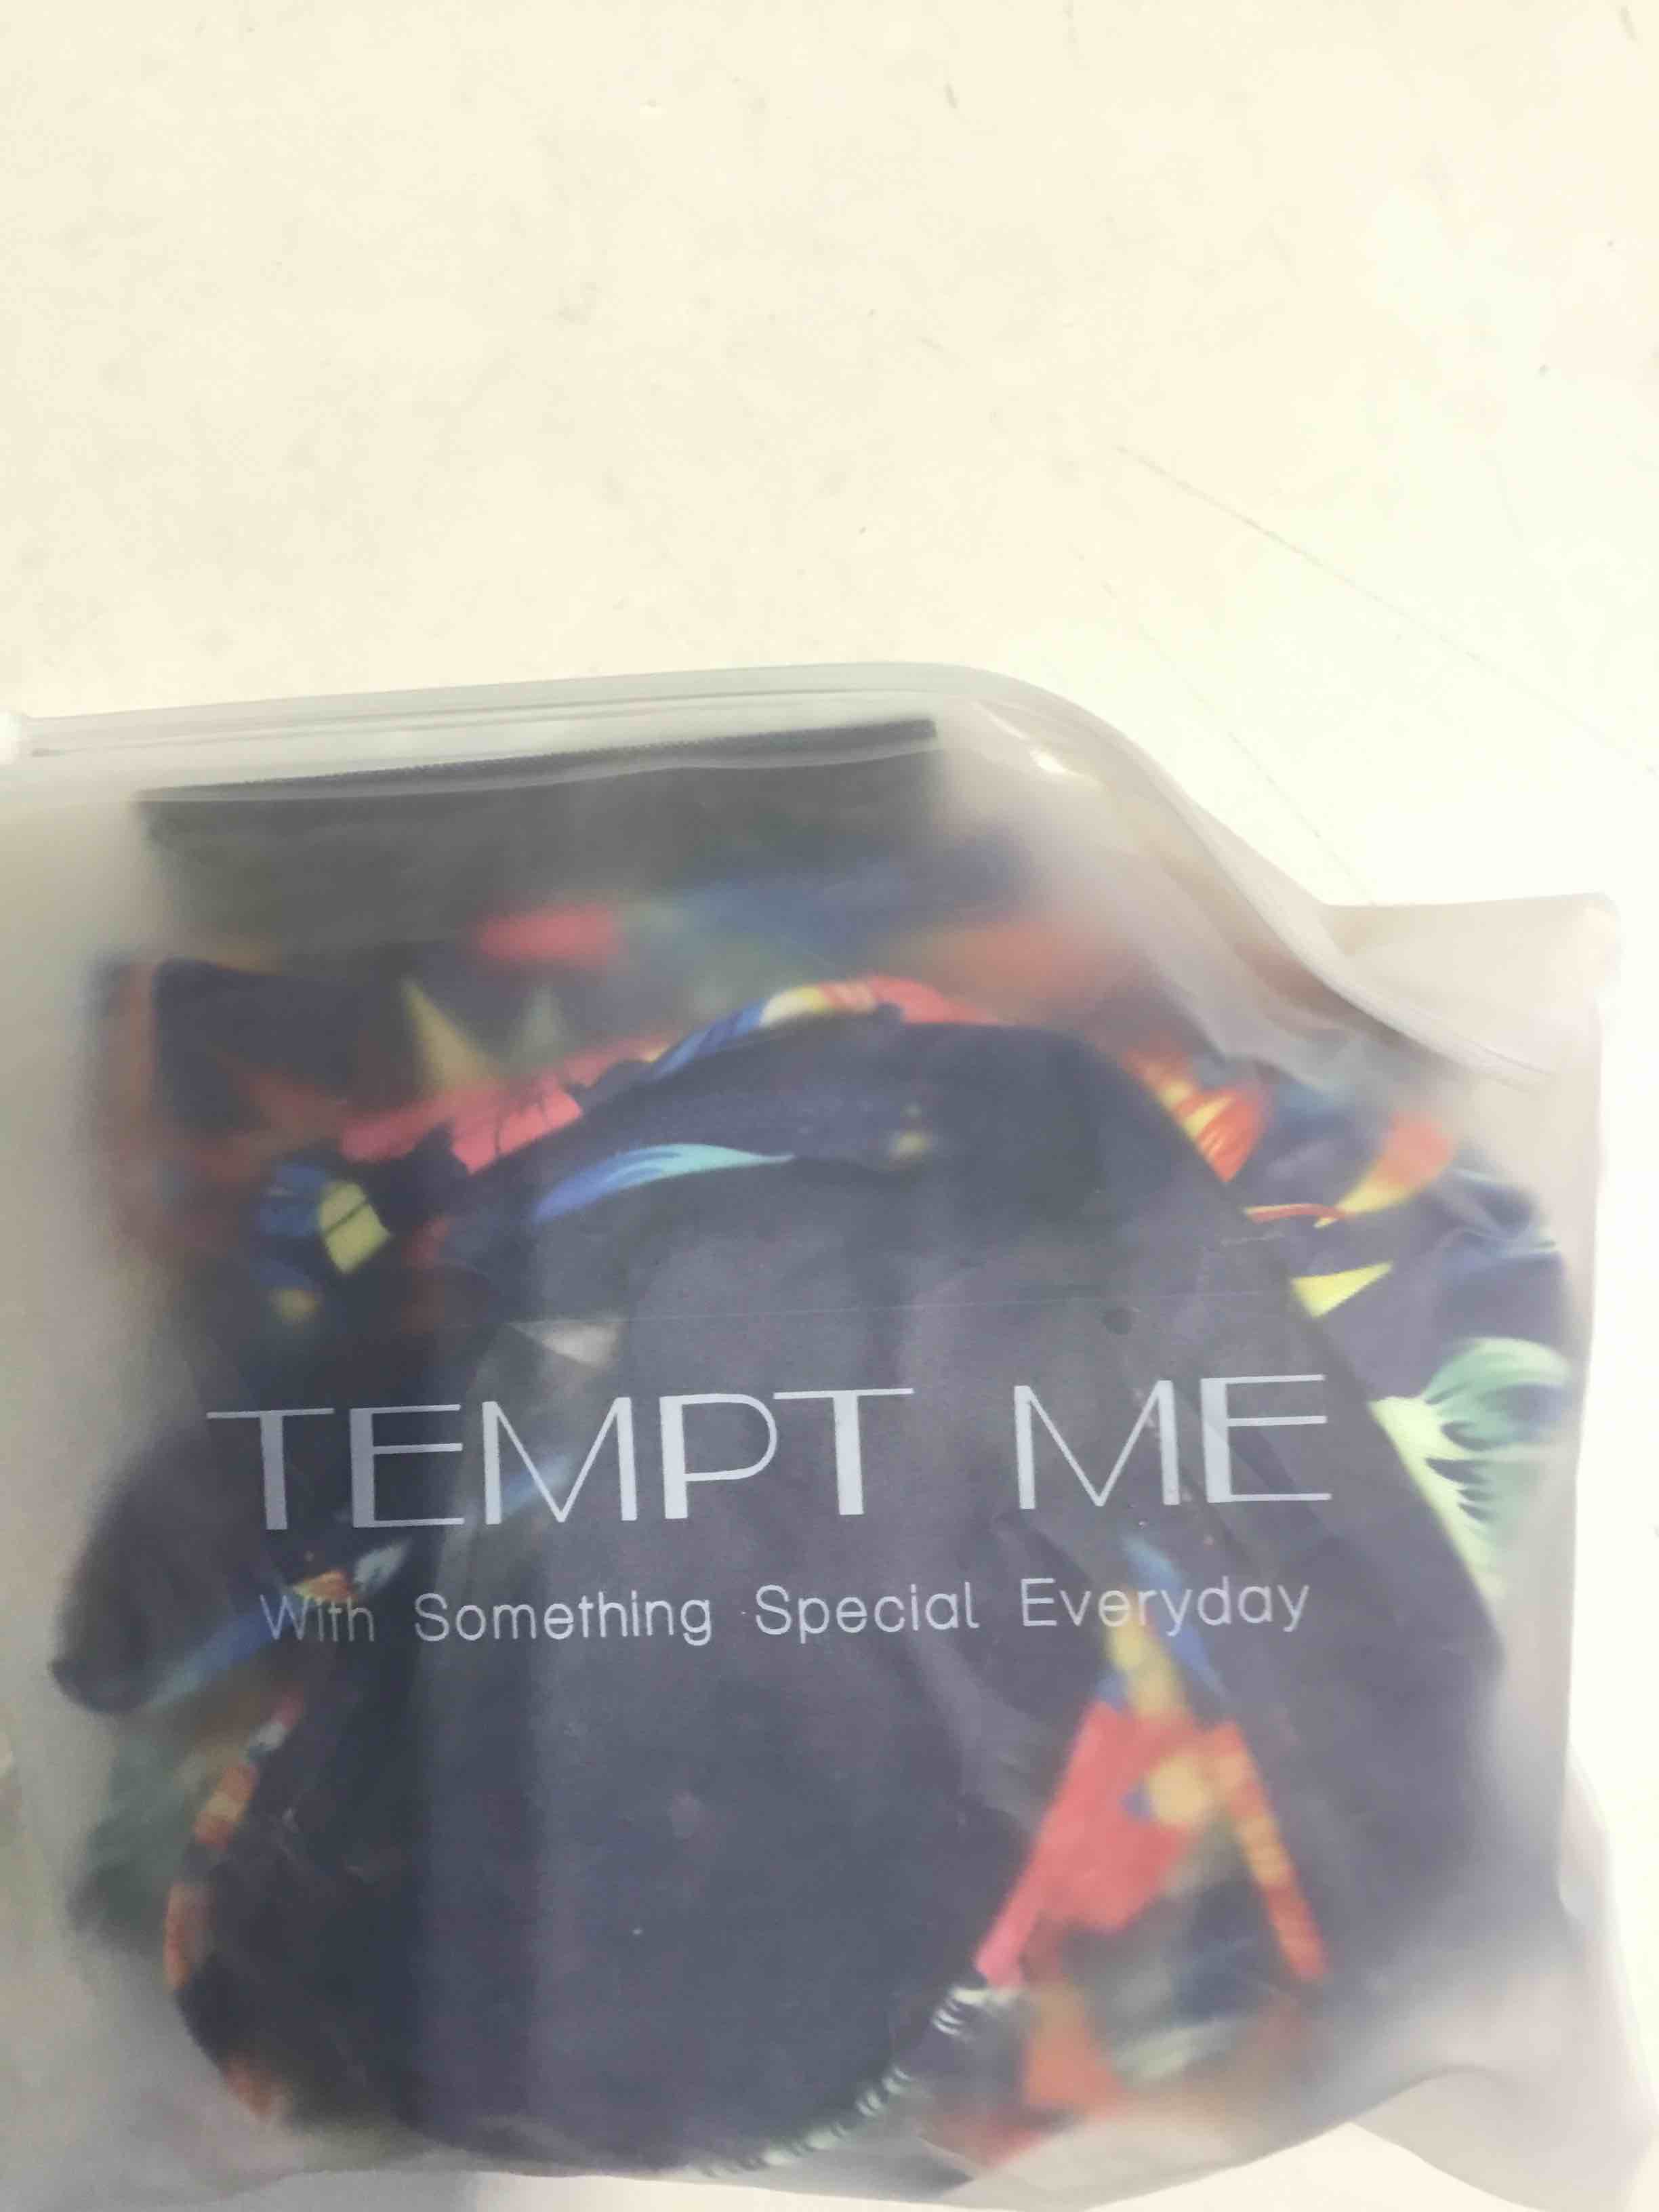 TEMPT ME
With Something Special Everyday